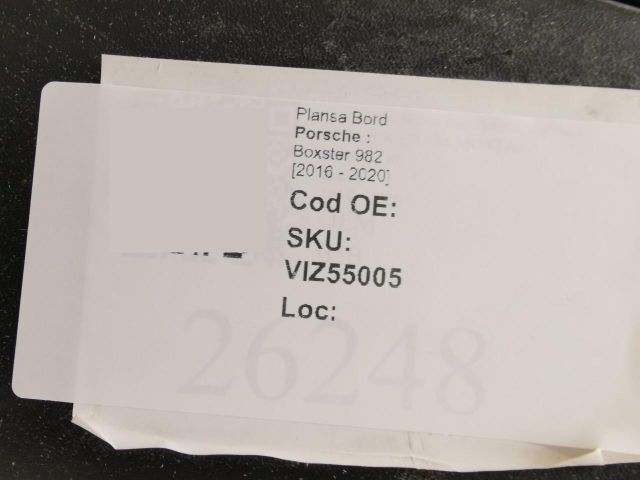 Plansa Bord
Porsche :
Boxster 982
[2016 - 2020]
Cod OE:
SKU:
VIZ55005
Loc:
26248